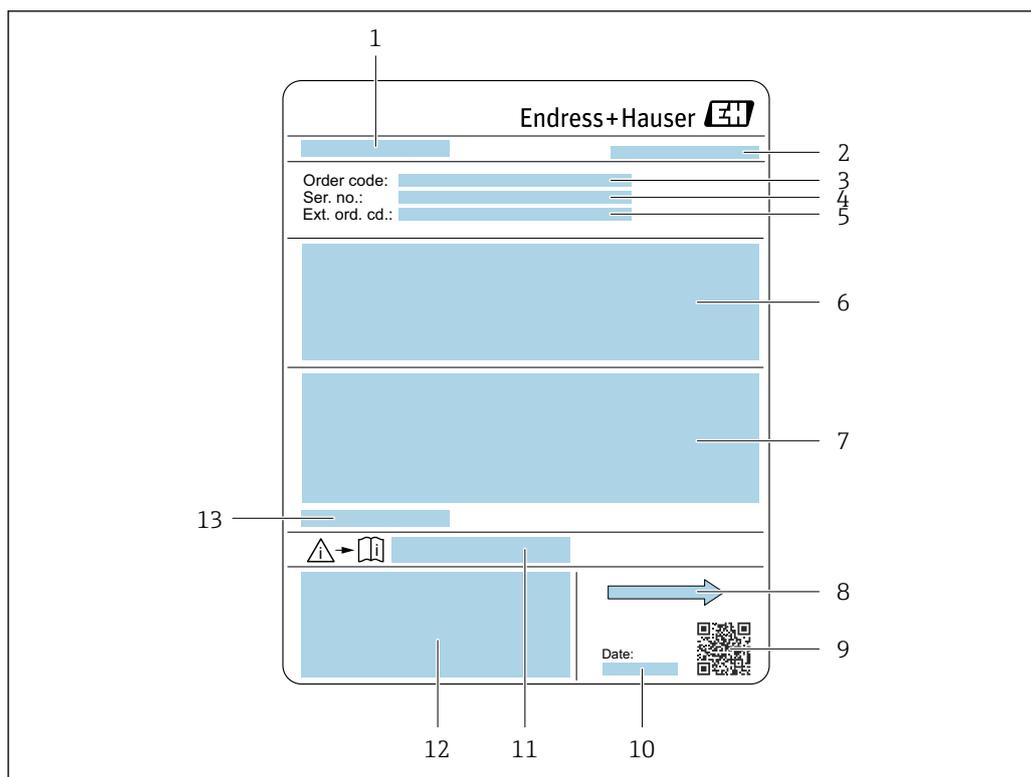 1
Endress+Hauser EH
2
Order code: 3
Ser. no.: 4
Ext. ord. cd.: 5
6
7
13
i i
8
Date:
9
12 11 10